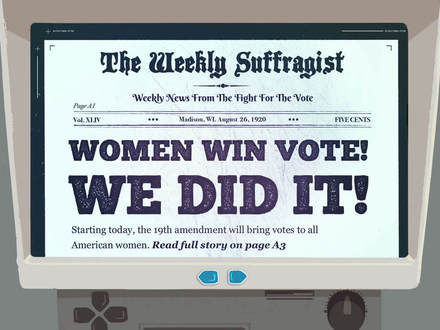 The Weekly Suffragist
Weekly News From The Fight For The Vote
Page A1
Vol. XLIV ••• Madison, WI. August 26, 1920 ••• FIVE CENTS
WOMEN WIN VOTE!
WE DID IT!
Starting today, the 19th amendment will bring votes to all
American women. Read full story on page A3